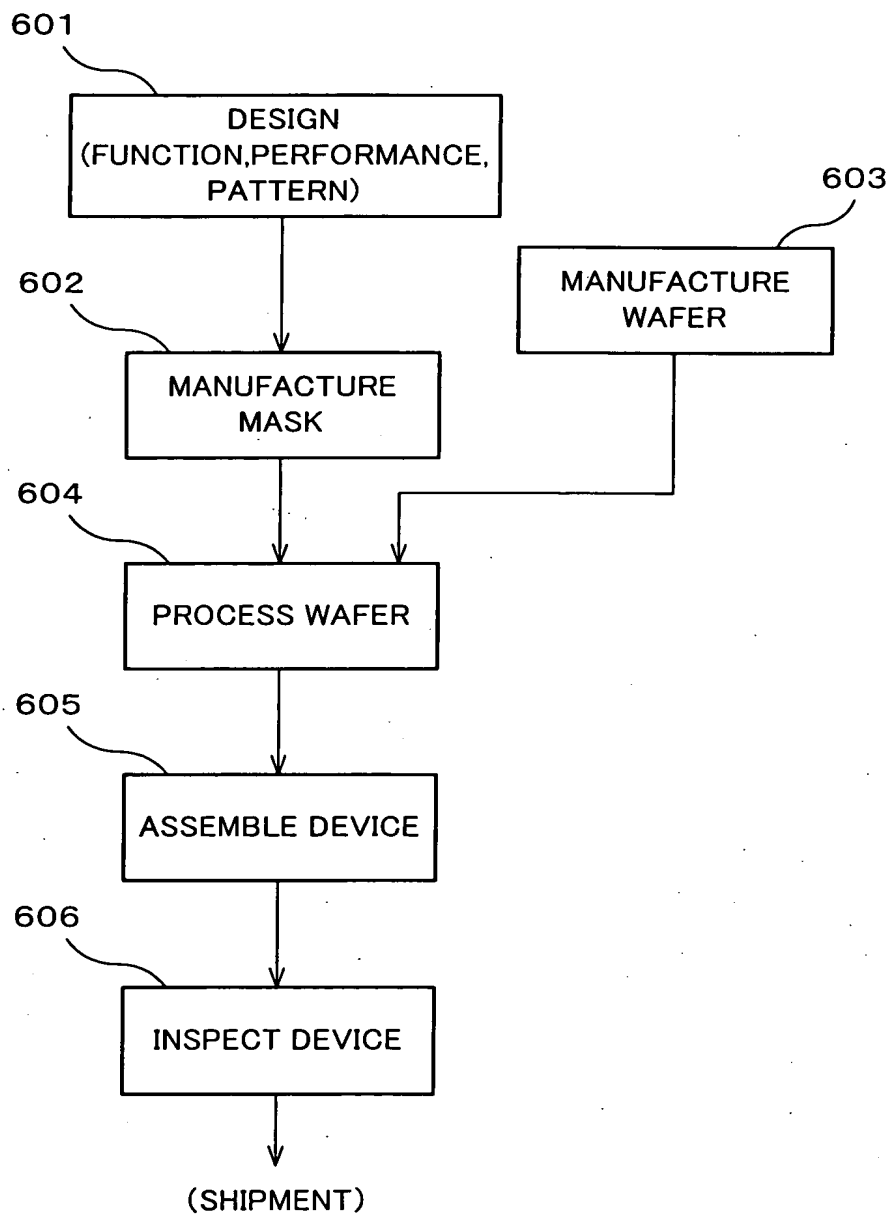 601
DESIGN
(FUNCTION,PERFORMANCE,
PATTERN)
603
MANUFACTURE
WAFER
602
MANUFACTURE
MASK
604
PROCESS WAFER
605
ASSEMBLE DEVICE
606
INSPECT DEVICE
(SHIPMENT)